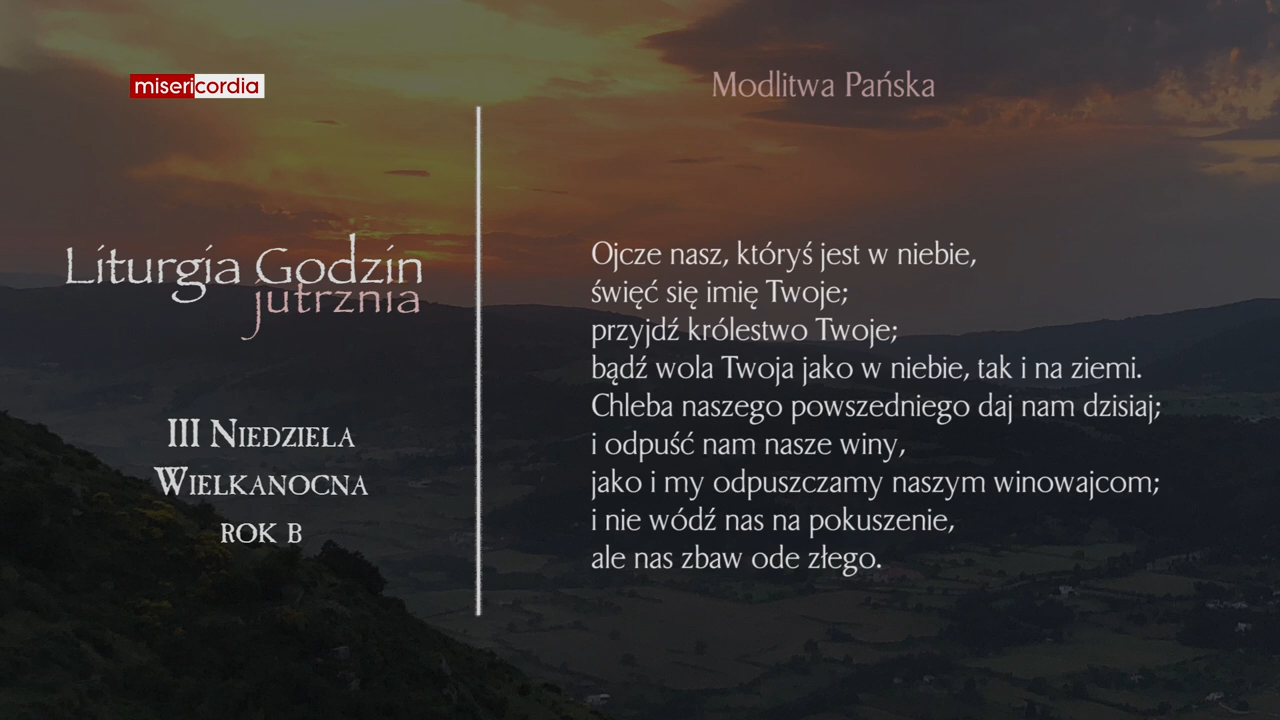 misericordia
Liturgia Godzin
jutrznia
III Niedziela
Wielkanocna
rok B
Modlitwa Pańska
Ojcze nasz, któryś jest w niebie,
święć się imię Twoje;
przyjdź królestwo Twoje;
bądź wola Twoja jako w niebie, tak i na ziemi.
Chleba naszego powszedniego daj nam dzisiaj;
i odpuść nam nasze winy,
jako i my odpuszczamy naszym winowajcom;
i nie wódź nas na pokuszenie,
ale nas zbaw ode złego.